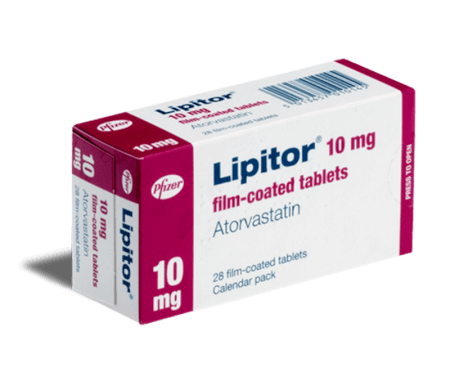 Lipitor
10 mg
film-coated tablets
Atorvastatin
28 film-coated tablets
Pfizer
10 mg
Lipitor® 10 mg
film-coated tablets
Atorvastatin
28 film-coated tablets
Calendar pack
Pfizer
10
mg
PRESS TO OPEN
10
mg
Pfizer
Lipitor
10 mg
film-coated tablets
Atorvastatin
28 film-coated tablets